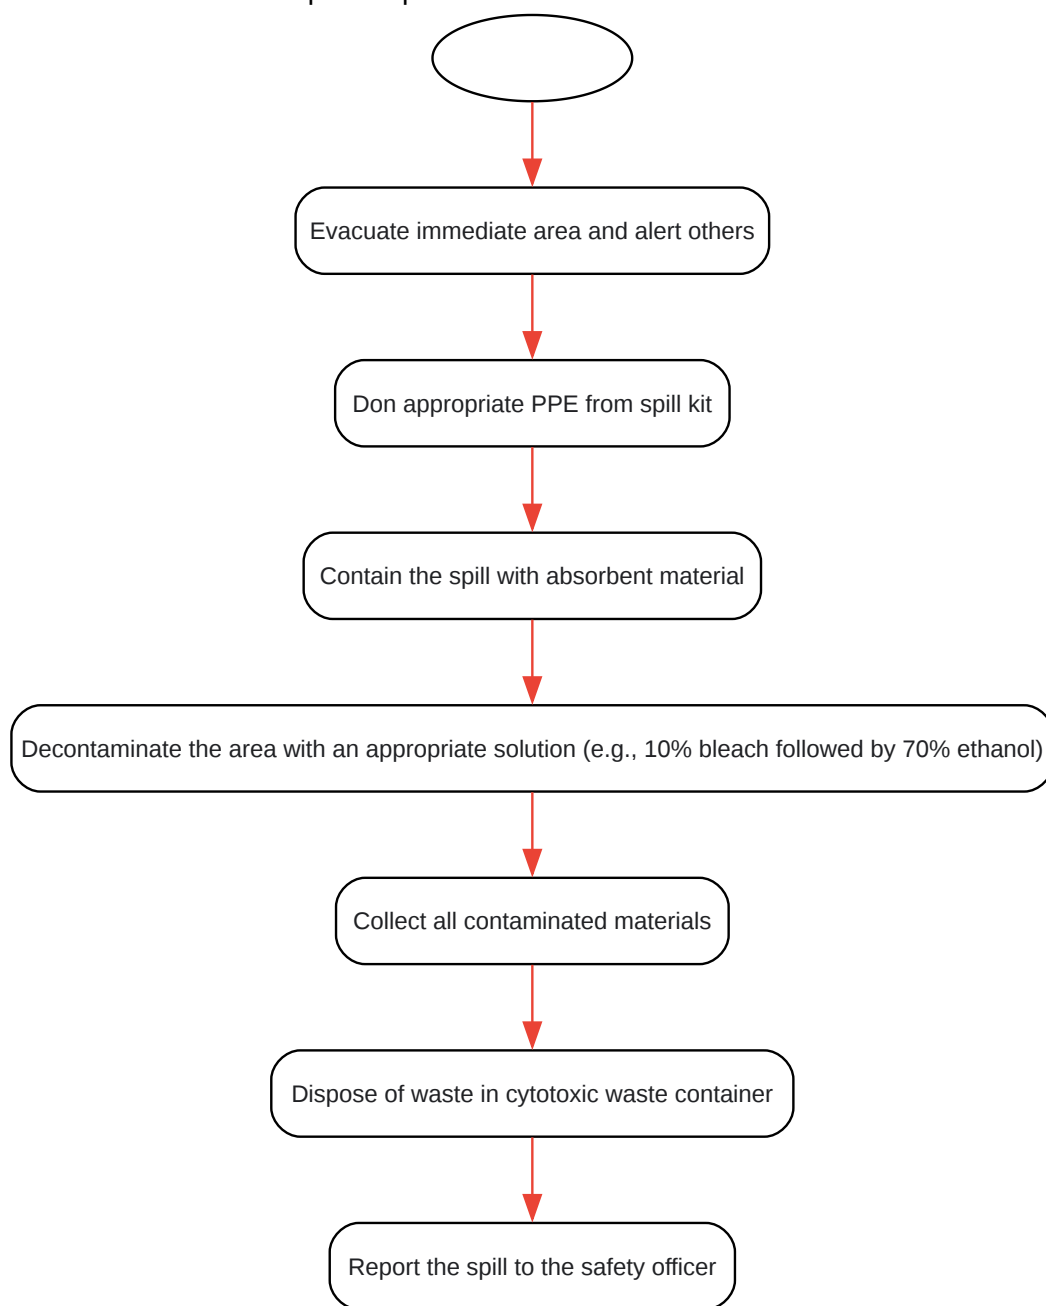 Evacuate immediate area and alert others
Don appropriate PPE from spill kit
Contain the spill with absorbent material
Decontaminate the area with an appropriate solution (e.g., 10% bleach followed by 70% ethanol)
Collect all contaminated materials
Dispose of waste in cytotoxic waste container
Report the spill to the safety officer